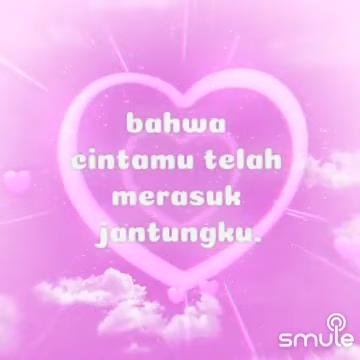 bahwa
cintamu telah
merasuk
jantungku.
smule